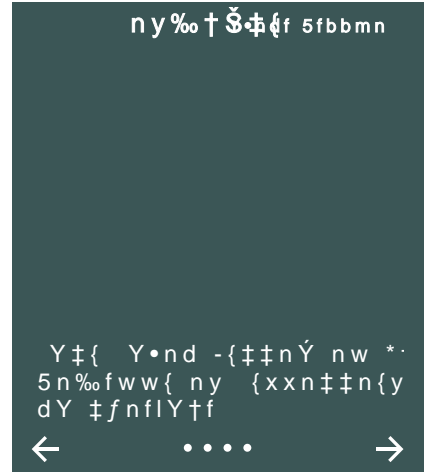 ny‰†Š‡{ 5fbbmn
Y‡{ Y•nd -{‡‡nÝ nw
5n‰fww{ ny {xxn‡‡n{y
dY ‡ƒnflY†f